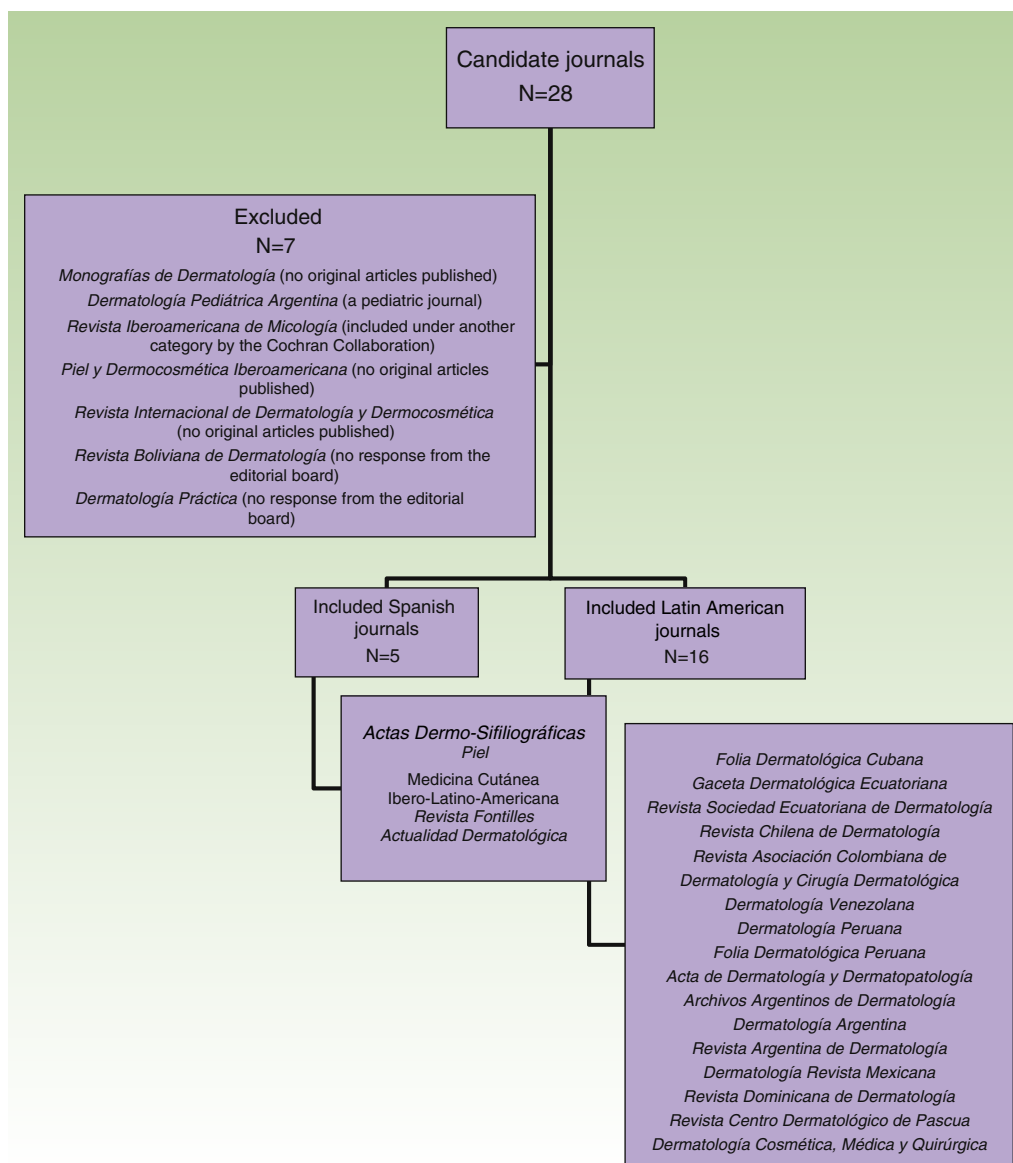 Candidate journals
N=28
Excluded
N=7
Monografías de Dermatología (no original articles published)
Dermatología Pediátrica Argentina (a pediatric journal)
Revista Iberoamericana de Micología (included under another
category by the Cochran Collaboration)
Piel y Dermocosmética Iberoamericana (no original articles
published)
Revista Internacional de Dermatología y Dermocosmética
(no original articles published)
Revista Boliviana de Dermatología (no response from the
editorial board)
Dermatología Práctica (no response from the editorial
board)
Included Spanish
journals
N=5
Included Latin American
journals
N=16
Actas Dermo-Sifiliográficas
Piel
Medicina Cutánea
Ibero-Latino-Americana
Revista Fontilles
Actualidad Dermatológica
Folia Dermatológica Cubana
Gaceta Dermatológica Ecuatoriana
Revista Sociedad Ecuatoriana de Dermatología
Revista Chilena de Dermatología
Revista Asociación Colombiana de
Dermatología y Cirugía Dermatológica
Dermatología Venezolana
Dermatología Peruana
Folia Dermatológica Peruana
Acta de Dermatología y Dermatopatología
Archivos Argentinos de Dermatología
Dermatología Argentina
Revista Argentina de Dermatología
Dermatología Revista Mexicana
Revista Dominicana de Dermatología
Revista Centro Dermatológico de Pascua
Dermatología Cosmética, Médica y Quirúrgica